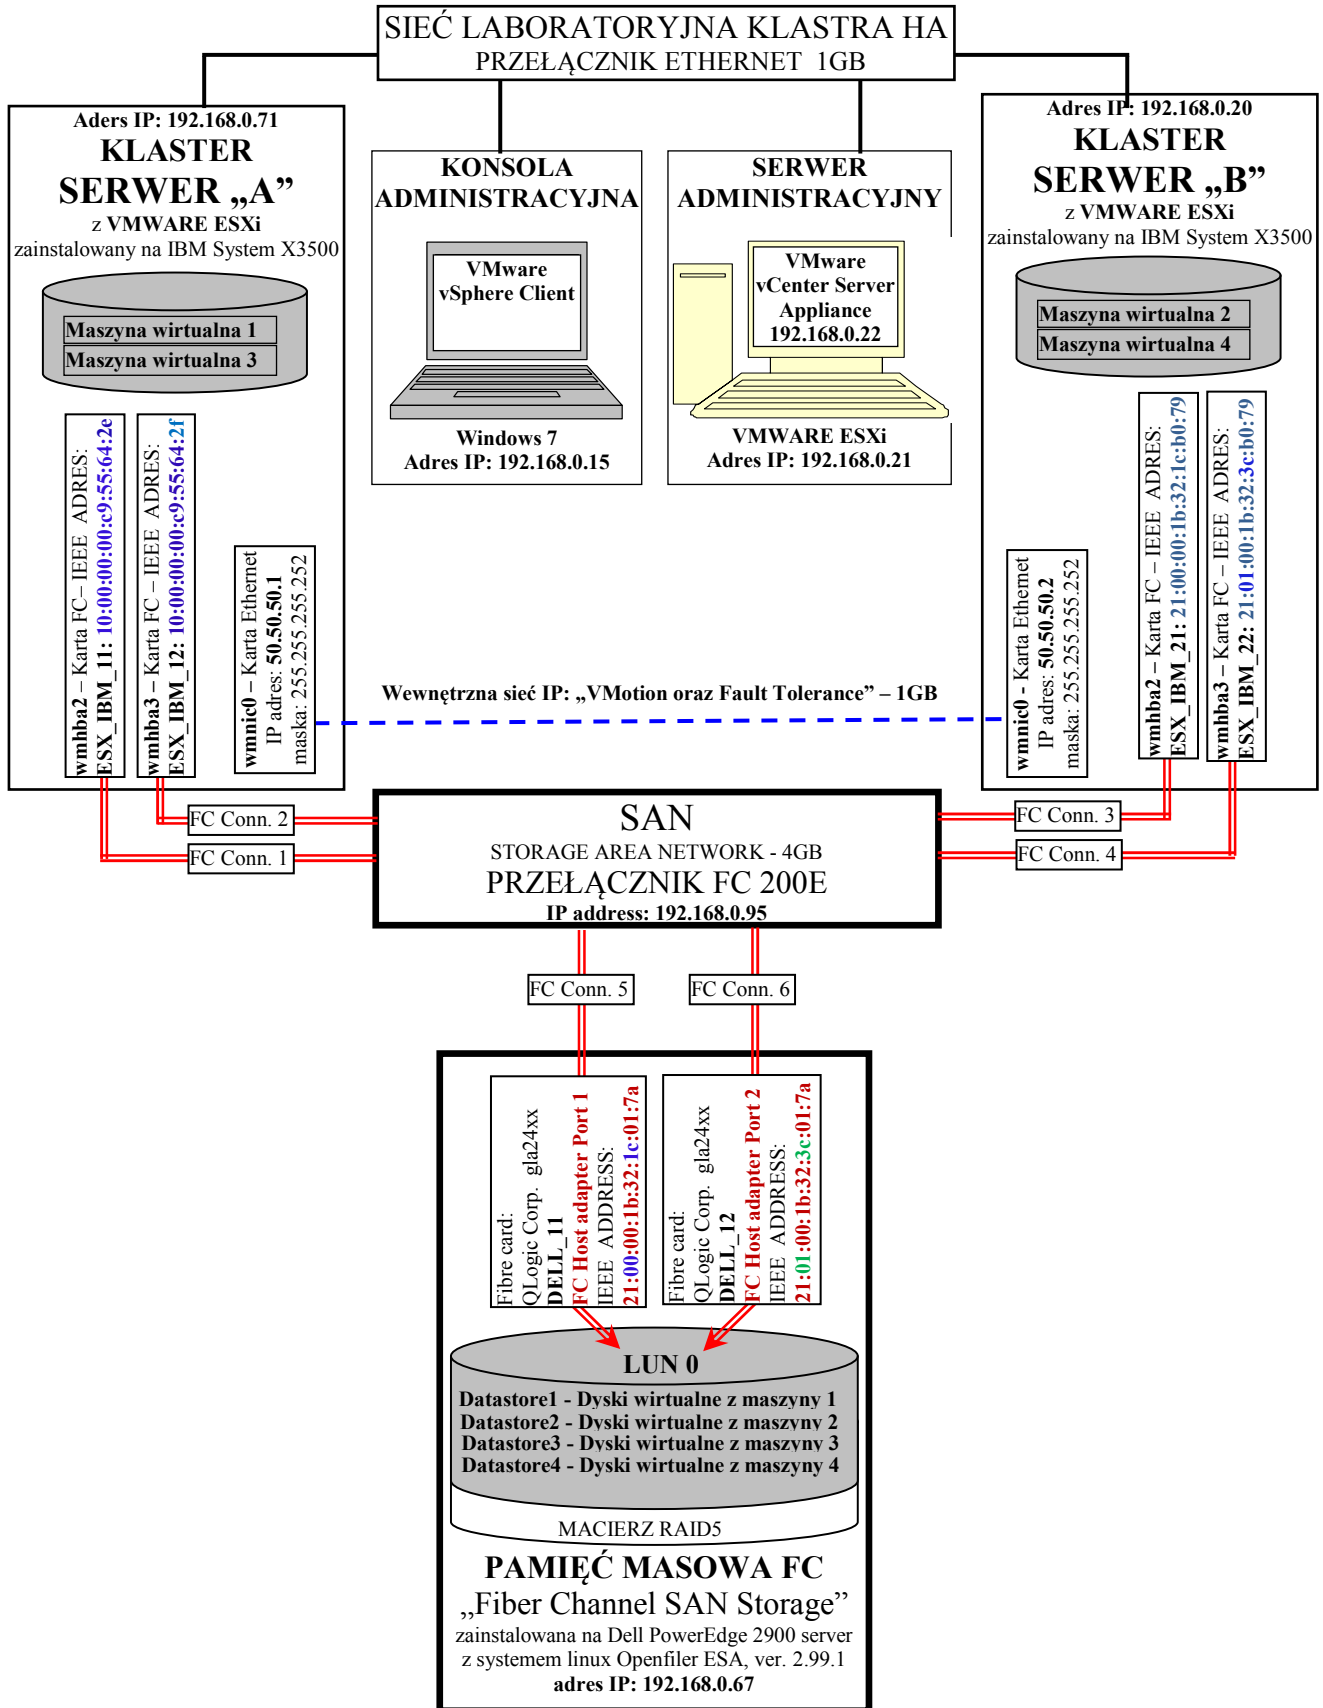 SIEĆ LABORATORYJNA KLASTRA HA
PRZEŁĄCZNIK ETHERNET 1GB
Aders IP: 192.168.0.71
KLASTER
SERWER „A”
z VMWARE ESXi
zainstalowany na IBM System X3500
Maszyna wirtualna 1
Maszyna wirtualna 3
wmhba2 – Karta FC– IEEE ADRES:
ESX_IBM_11: 10:00:00:00:c9:55:64:2e
wmhba3 – Karta FC – IEEE ADRES:
ESX_IBM_12: 10:00:00:00:c9:55:64:2f
wmnic0 – Karta Ethernet
IP adres: 50.50.50.1
maska: 255.255.255.252
KONSOLA
ADMINISTRACYJNA
VMware
vSphere Client
Windows 7
Adres IP: 192.168.0.15
SERWER
ADMINISTRACYJNY
VMware
vCenter Server
Appliance
192.168.0.22
VMWARE ESXi
Adres IP: 192.168.0.21
Adres IP: 192.168.0.20
KLASTER
SERWER „B”
z VMWARE ESXi
zainstalowany na IBM System X3500
Maszyna wirtualna 2
Maszyna wirtualna 4
wmnic0 - Karta Ethernet
IP adres: 50.50.50.2
maska: 255.255.255.252
wmhba2 – Karta FC – IEEE ADRES:
ESX_IBM_21: 21:00:00:1b:32:1c:b0:79
wmhba3 – Karta FC – IEEE ADRES:
ESX_IBM_22: 21:01:00:1b:32:3c:b0:79
Wewnętrzna sieć IP: „VMotion oraz Fault Tolerance” – 1GB
FC Conn. 2
FC Conn. 1
FC Conn. 3
FC Conn. 4
SAN
STORAGE AREA NETWORK - 4GB
PRZEŁĄCZNIK FC 200E
IP address: 192.168.0.95
FC Conn. 5
FC Conn. 6
Fibre card:
QLogic Corp. gla24xx
DELL_11
FC Host adapter Port 1
IEEE ADDRESS:
21:00:00:1b:32:1c:01:7a
Fibre card:
QLogic Corp. gla24xx
DELL_12
FC Host adapter Port 2
IEEE ADDRESS:
21:01:00:1b:32:3c:01:7a
LUN 0
Datastore1 - Dyski wirtualne z maszyny 1
Datastore2 - Dyski wirtualne z maszyny 2
Datastore3 - Dyski wirtualne z maszyny 3
Datastore4 - Dyski wirtualne z maszyny 4
MACIERZ RAID5
PAMIĘĆ MASOWA FC
„Fiber Channel SAN Storage”
zainstalowana na Dell PowerEdge 2900 server
z systemem linux Openfiler ESA, ver. 2.99.1
adres IP: 192.168.0.67